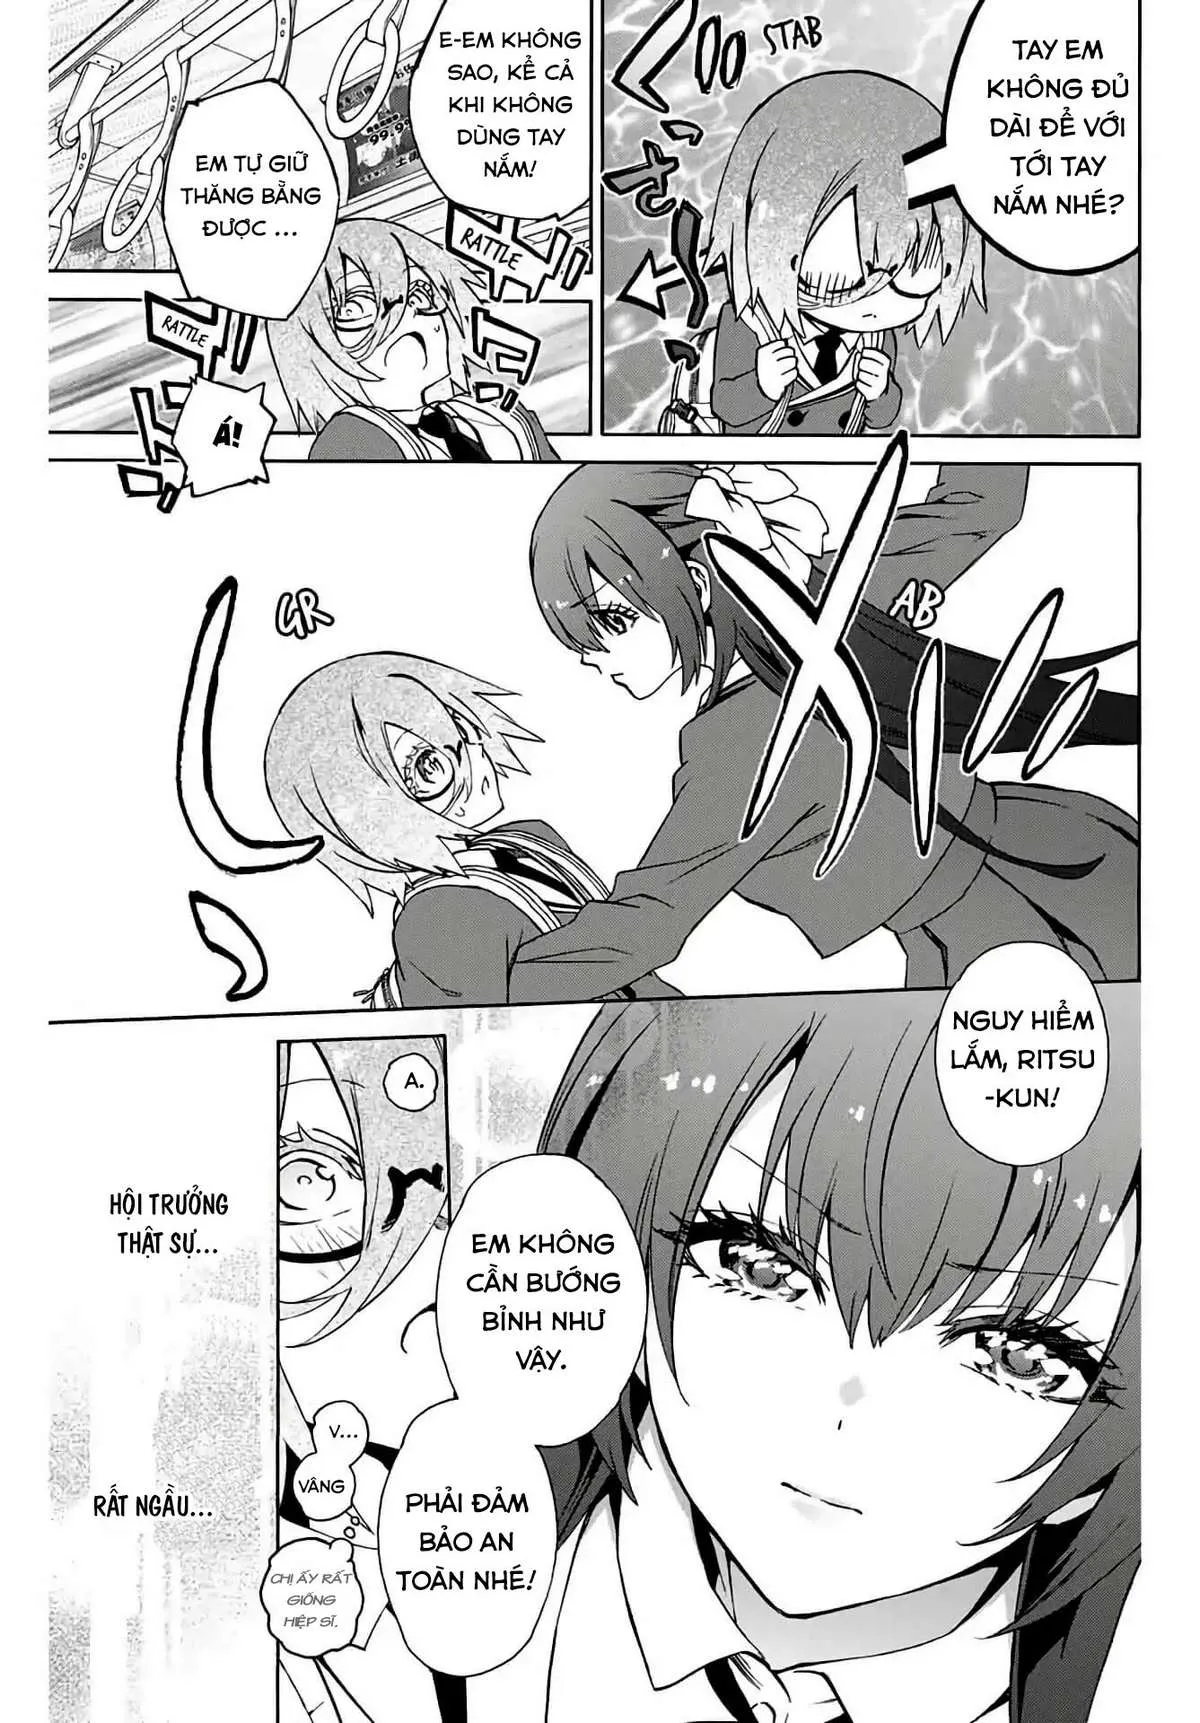 TAY EM
KHÔNG ĐỦ
DÀI ĐỂ VỚI
TỚI TAY
NẮM NHÉ?
STAB
E-EM KHÔNG
SAO, KỂ CẢ
KHI KHÔNG
DÙNG TAY
NẮM!
EM TỰ GIỮ
THĂNG BẰNG
ĐƯỢC ...
RATTLE
RATTLE
Á!
GR
AB
NGUY HIỂM
LẮM, RITSU
-KUN!
A.
EM KHÔNG
CẦN BƯỚNG
BỈNH NHƯ
VẬY.
PHẢI ĐẢM
BẢO AN
TOÀN NHÉ!
V...
VÂNG
CHỊ ẤY RẤT
GIỐNG
HIỆP SĨ.
HỘI TRƯỞNG
THẬT SỰ...
RẤT NGẦU...